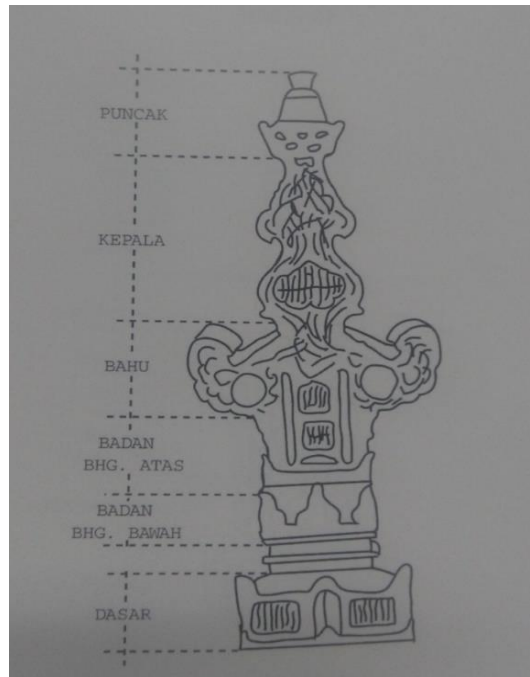 PUNCAK
KEPALA
BAHU
BADAN
BHG. ATAS
BADAN
BHG. BAWAH
DASAR